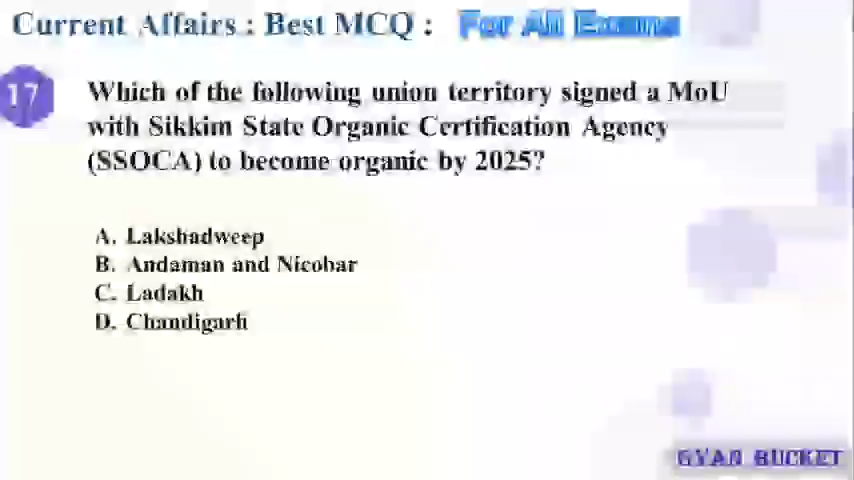 Current Affairs : Best MCQ : For All Exams
17
Which of the following union territory signed a MoU
with Sikkim State Organic Certification Agency
(SSOCA) to become organic by 2025?
A. Lakshadweep
B. Andaman and Nicobar
C. Ladakh
D. Chandigarh
GYAN BUCKET